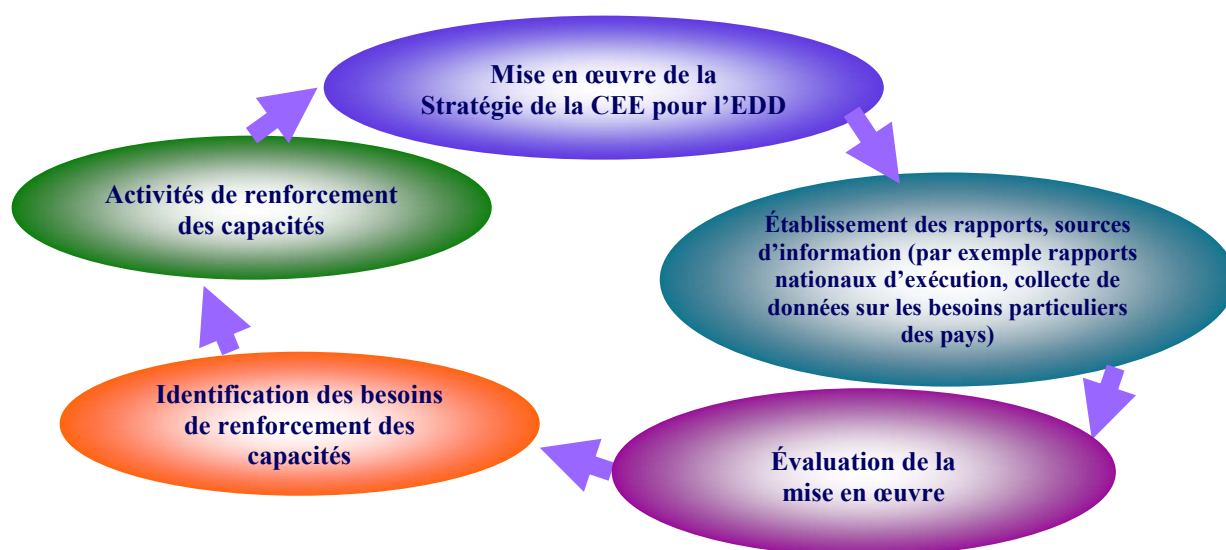 Mise en œuvre de la
Stratégie de la CEE pour l’EDD
Activités de renforcement
des capacités
Établissement des rapports, sources
d’information (par exemple rapports
nationaux d’exécution, collecte de
données sur les besoins particuliers
des pays)
Identification des besoins
de renforcement des
capacités
Évaluation de la
mise en œuvre